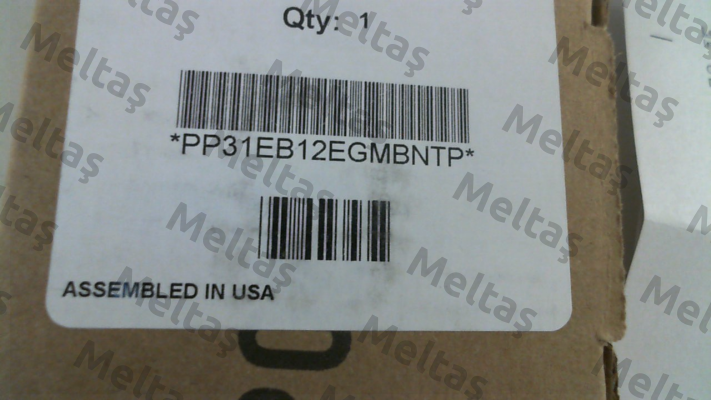 Qty: 1
*PP31EB12EGMBNTP*
ASSEMBLED IN USA
Meltaş